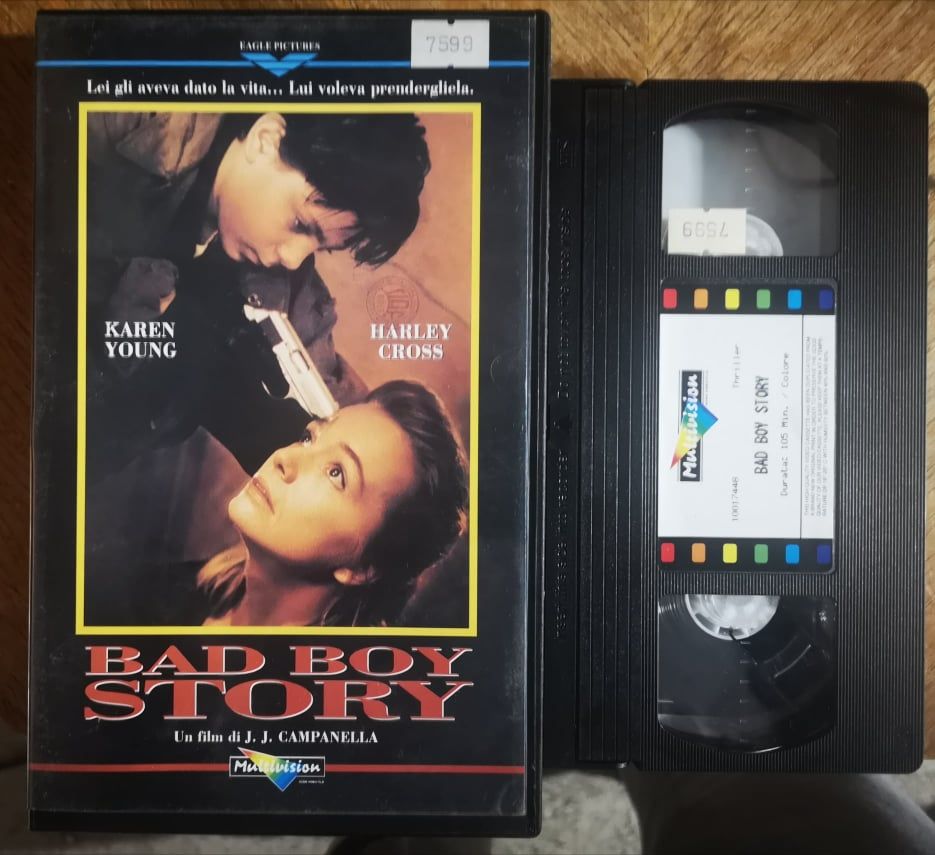 EAGLE PICTURES
7599
Lei gli aveva dato la vita... Lui voleva prendergliela.
KAREN
YOUNG
HARLEY
CROSS
BAD BOY
STORY
Un film di J. J. CAMPANELLA
Multivision
7599
Multivision
10017448
Thriller
BAD BOY STORY
Durata: 105 Min. / Colore